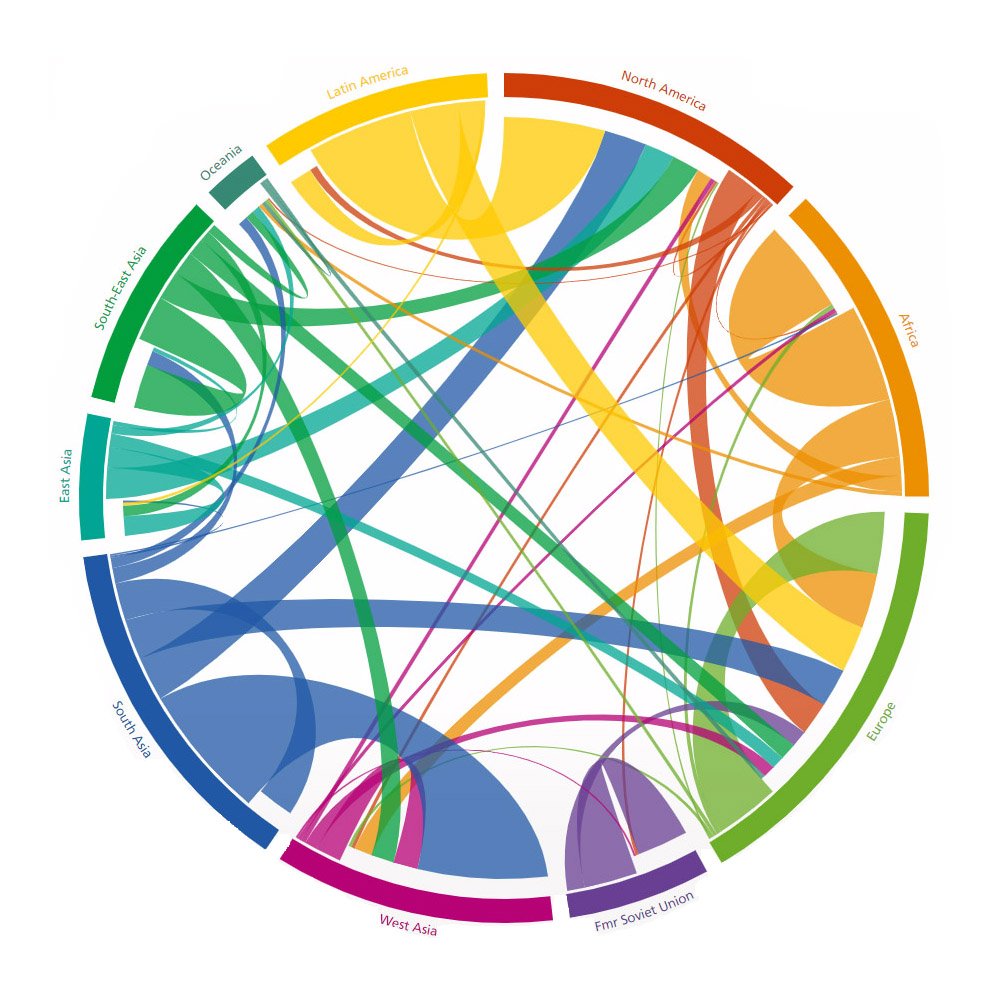 Latin America
North America
Oceania
South-East Asia
Africa
East Asia
South Asia
Europe
West Asia
Fmr Soviet Union